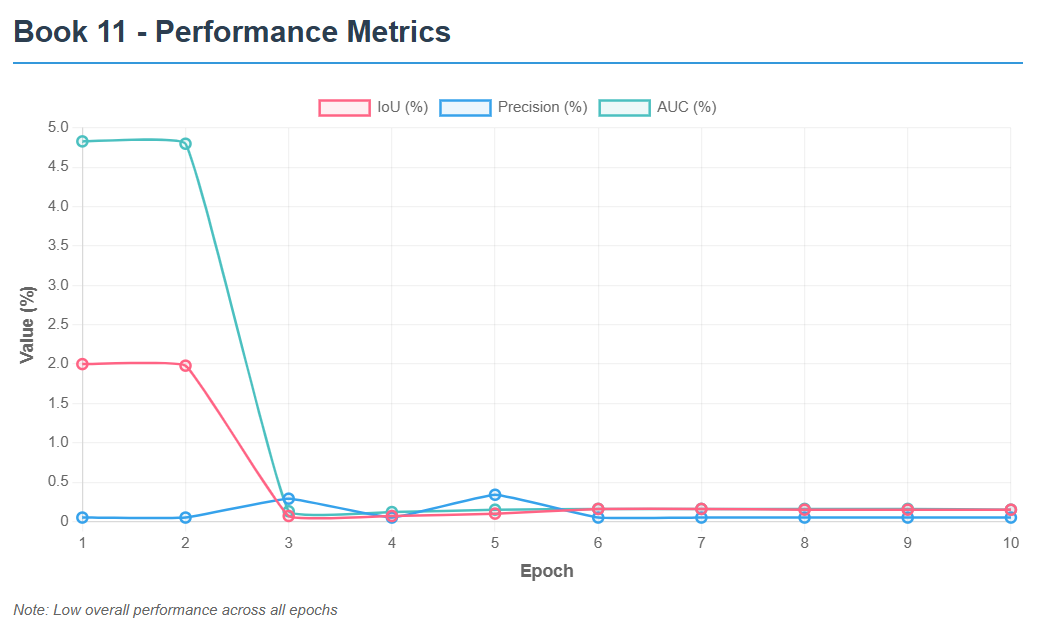 Book 11 - Performance Metrics
IoU (%) Precision (%) AUC (%)
5.0
4.5
4.0
3.5
3.0
2.5
2.0
1.5
1.0
0.5
0
Value (%)
1 2 3 4 5 6 7 8 9 10
Epoch
Note: Low overall performance across all epochs